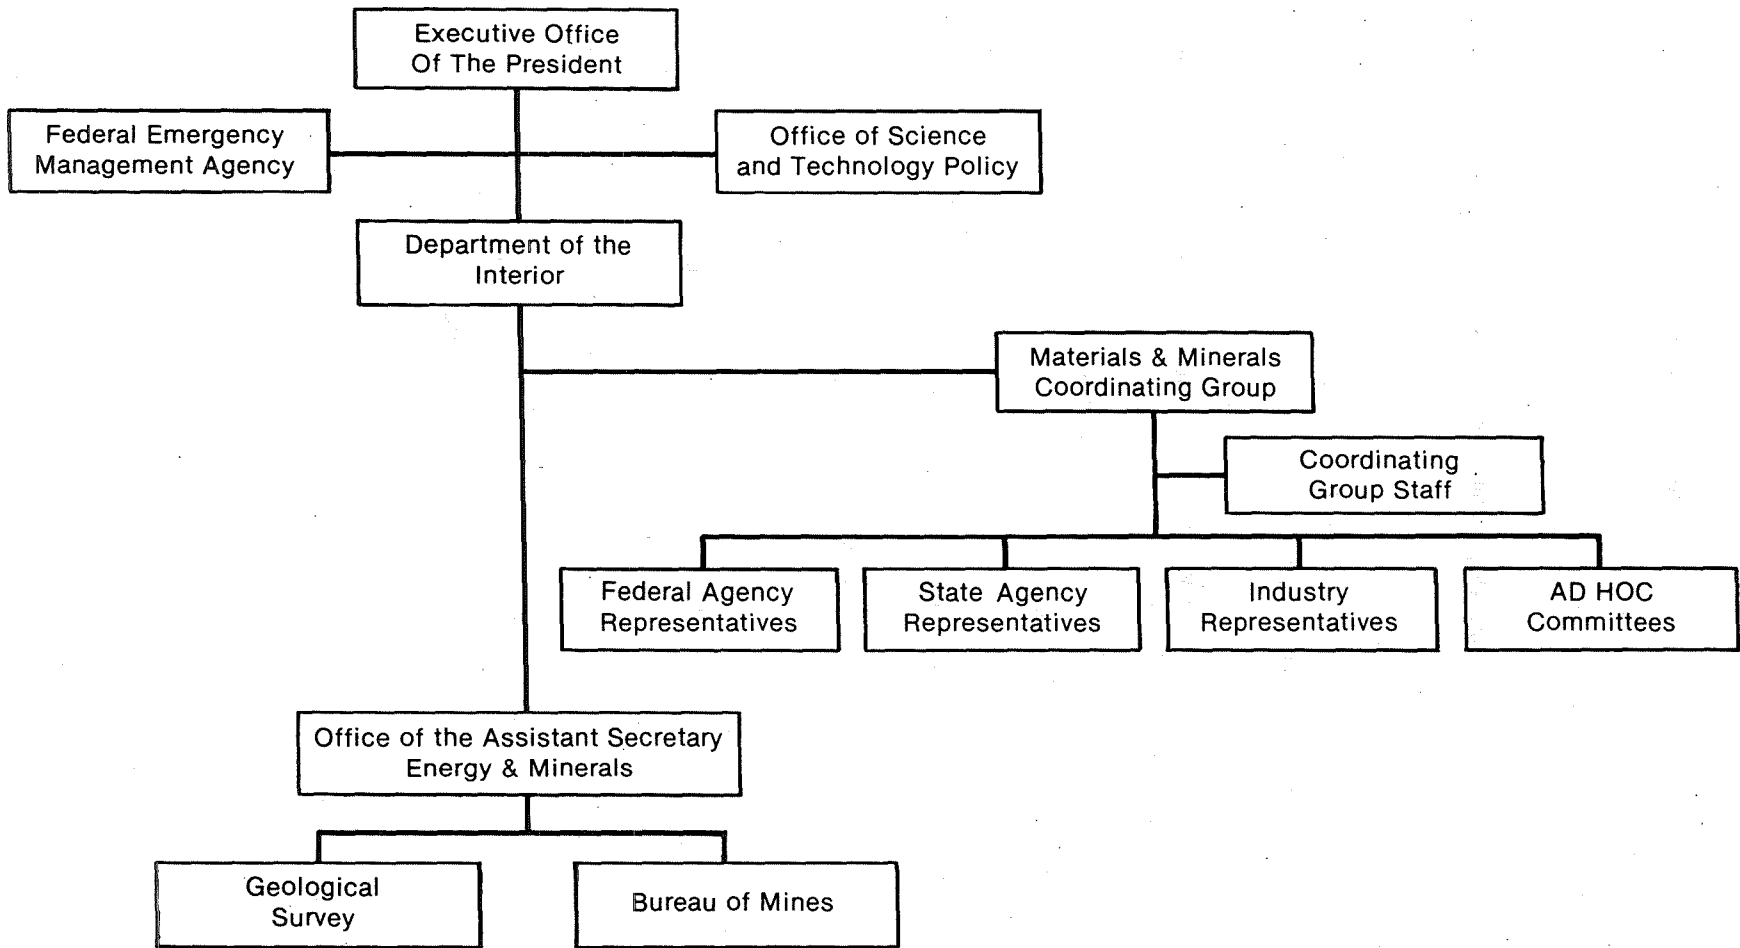 Executive Office
Of The President
Federal Emergency
Management Agency
Office of Science
and Technology Policy
Department of the
Interior
Materials & Minerals
Coordinating Group
Coordinating
Group Staff
Federal Agency
Representatives
State Agency
Representatives
Industry
Representatives
AD HOC
Committees
Office of the Assistant Secretary
Energy & Minerals
Geological
Survey
Bureau of Mines